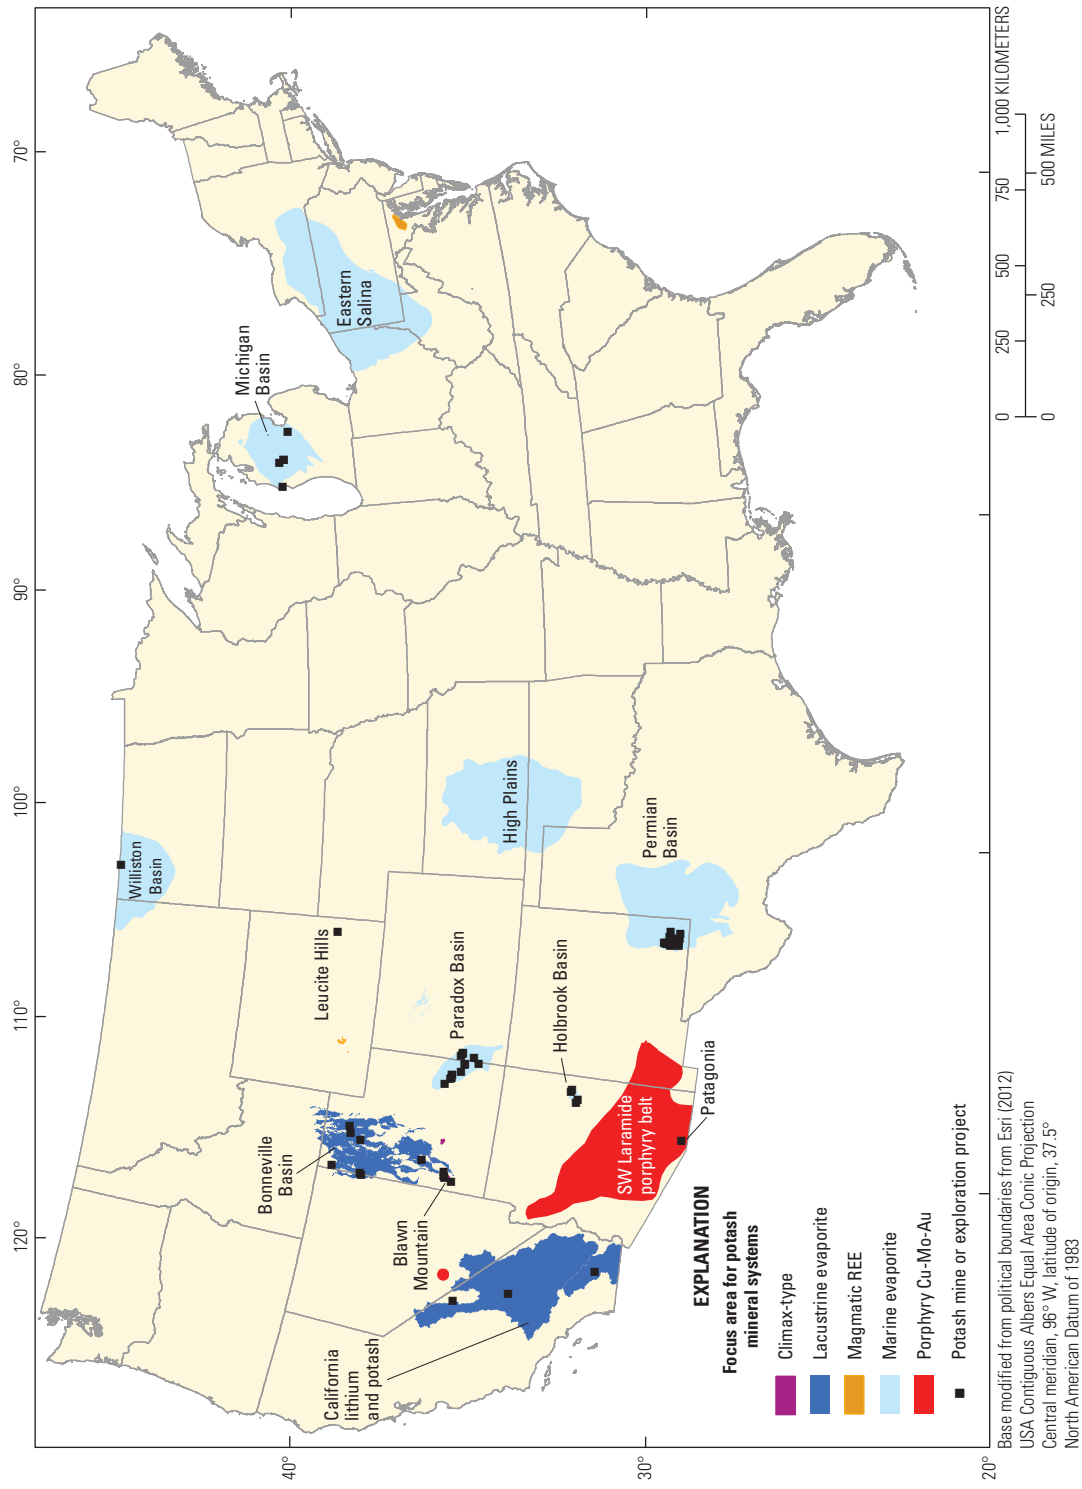 120°
110°
100°
90°
80°
70°
40°
30°
20°
Williston
Basin
Michigan
Basin
Eastern
Salina
Leucite Hills
Bonneville
Basin
Paradox Basin
High Plains
Blawn
Mountain
Holbrook Basin
Permian
Basin
California
lithium
and potash
SW Laramide
porphyry belt
Patagonia
EXPLANATION
Focus area for potash
mineral systems
Climax-type
Lacustrine evaporite
Magmatic REE
Marine evaporite
Porphyry Cu-Mo-Au
Potash mine or exploration project
Base modified from political boundaries from Esri (2012)
USA Contiguous Albers Equal Area Conic Projection
Central meridian, 96° W, latitude of origin, 37.5°
North American Datum of 1983
0 250 500 750 1,000 KILOMETERS
0 250 500 MILES